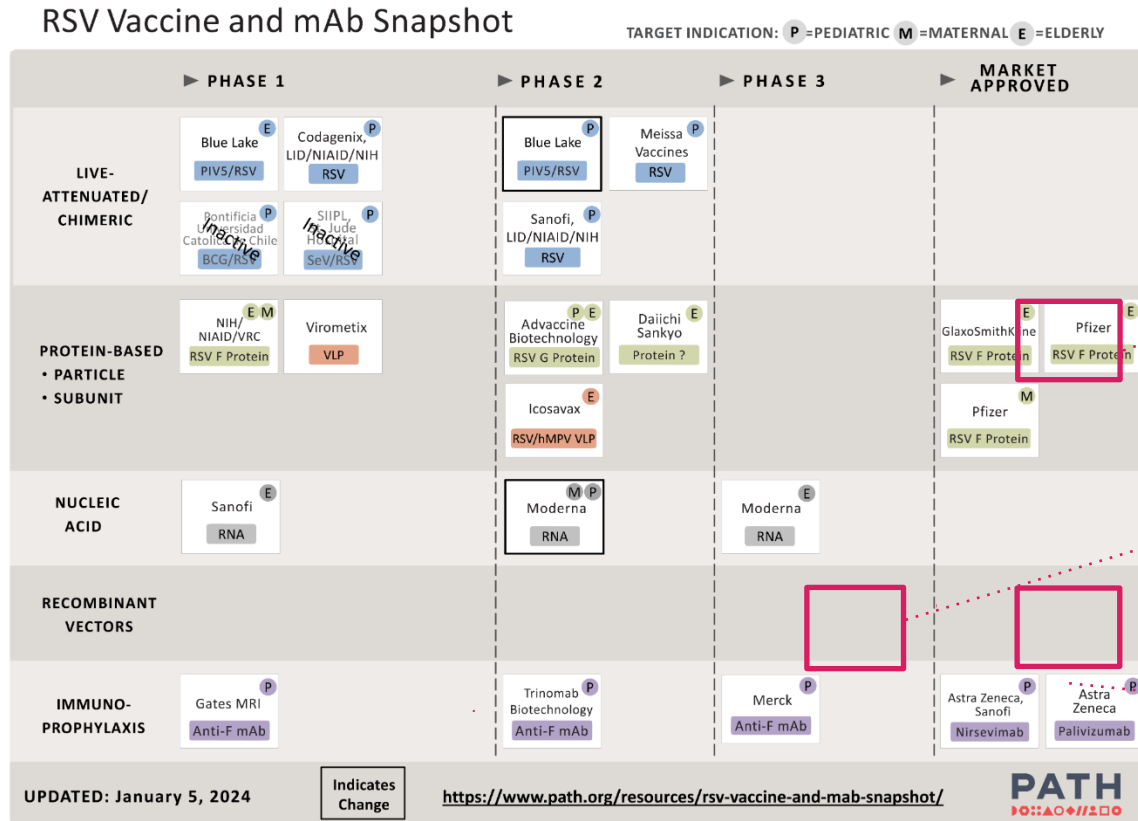 RSV Vaccine and mAb Snapshot
TARGET INDICATION: P =PEDIATRIC M =MATERNAL E =ELDERLY
PHASE 1
PHASE 2
PHASE 3
MARKET
APPROVED
LIVE-
ATTENUATED/
CHIMERIC
E
Blue Lake
PIV5/RSV
P
Codagenix,
LID/NIAID/NIH
RSV
P
Pontificia
Universidad
Catolica Chile
BCG/RSV
Inactive
P
SIIPL,
Jude
Hospital
SeV/RSV
Inactive
P
Blue Lake
PIV5/RSV
P
Meissa
Vaccines
RSV
P
Sanofi,
LID/NIAID/NIH
RSV
PROTEIN-BASED
• PARTICLE
• SUBUNIT
E M
NIH/
NIAID/VRC
RSV F Protein
Virometix
VLP
P E
Advaccine
Biotechnology
RSV G Protein
E
Daiichi
Sankyo
Protein ?
E
Icosavax
RSV/hMPV VLP
E
GlaxoSmithKline
RSV F Protein
E
Pfizer
RSV F Protein
M
Pfizer
RSV F Protein
NUCLEIC
ACID
E
Sanofi
RNA
M P
Moderna
RNA
E
Moderna
RNA
RECOMBINANT
VECTORS
IMMUNO-
PROPHYLAXIS
P
Gates MRI
Anti-F mAb
P
Trinomab
Biotechnology
Anti-F mAb
P
Merck
Anti-F mAb
P
Astra Zeneca,
Sanofi
Nirsevimab
P
Astra
Zeneca
Palivizumab
UPDATED: January 5, 2024
Indicates
Change
https://www.path.org/resources/rsv-vaccine-and-mab-snapshot/
PATH